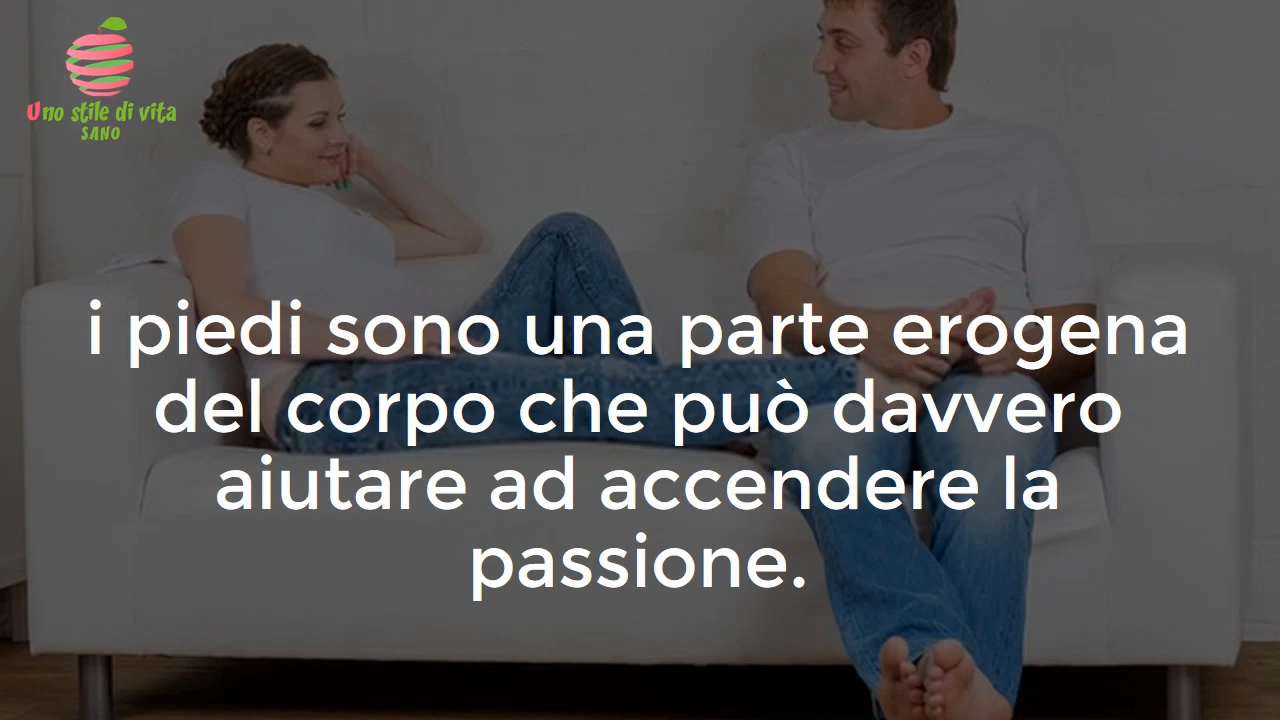 Uno stile di vita
SANO
i piedi sono una parte erogena
del corpo che può davvero
aiutare ad accendere la
passione.